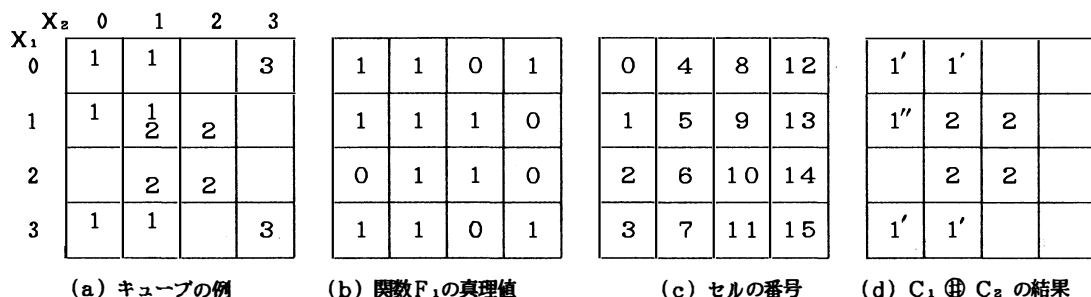 X₂ 0 1 2 3
X₁
0 1 1 3
1 1 1 2 2
2 2 2
3 1 1 3
(a) キューブの例
1 1 0 1
1 1 1 0
0 1 1 0
1 1 0 1
(b) 関数F₁の真理値
0 4 8 12
1 5 9 13
2 6 10 14
3 7 11 15
(c) セルの番号
1′ 1′
1″ 2 2
2 2
1′ 1′
(d) C₁ ⊕ C₂ の結果